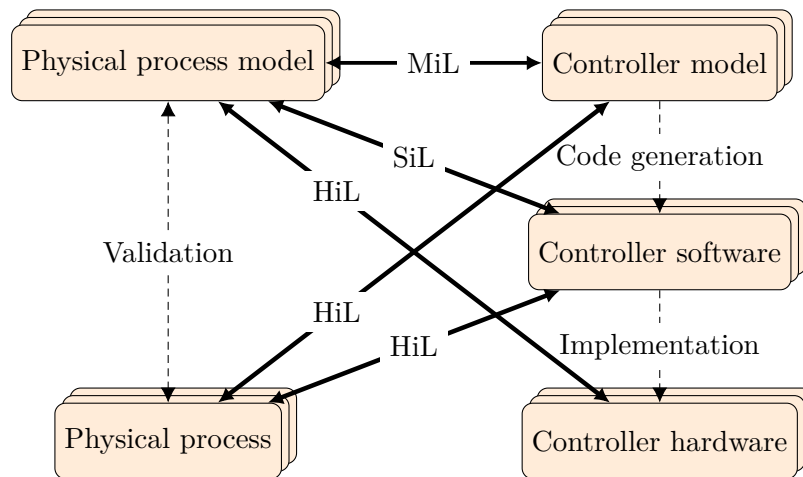 Physical process model
MiL
Controller model
SiL
Code generation
HiL
Validation
Controller software
HiL
HiL
Implementation
Physical process
Controller hardware